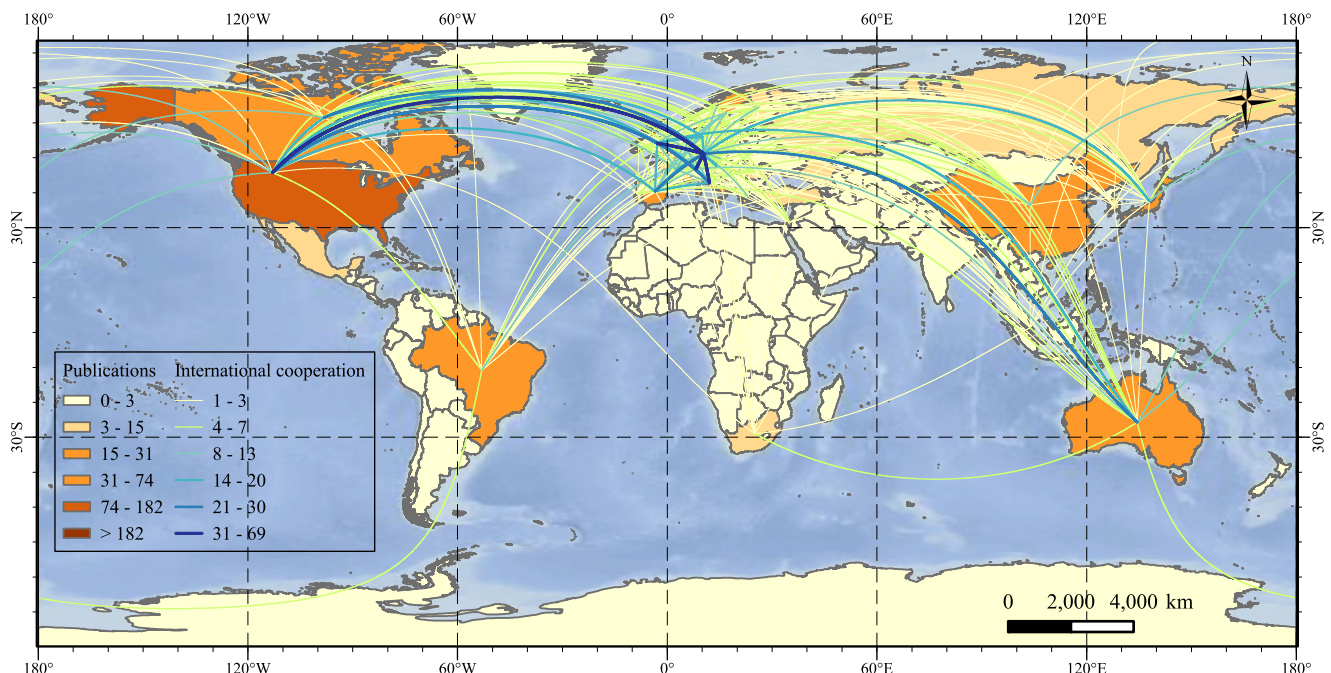 180° 120°W 60°W 0° 60°E 120°E 180°
N
30°N 30°N
Publications International cooperation
0 - 3 1 - 3
3 - 15 4 - 7
30°S 30°S
15 - 31 8 - 13
31 - 74 14 - 20
74 - 182 21 - 30
> 182 31 - 69
0 2,000 4,000 km
180° 120°W 60°W 0° 60°E 120°E 180°